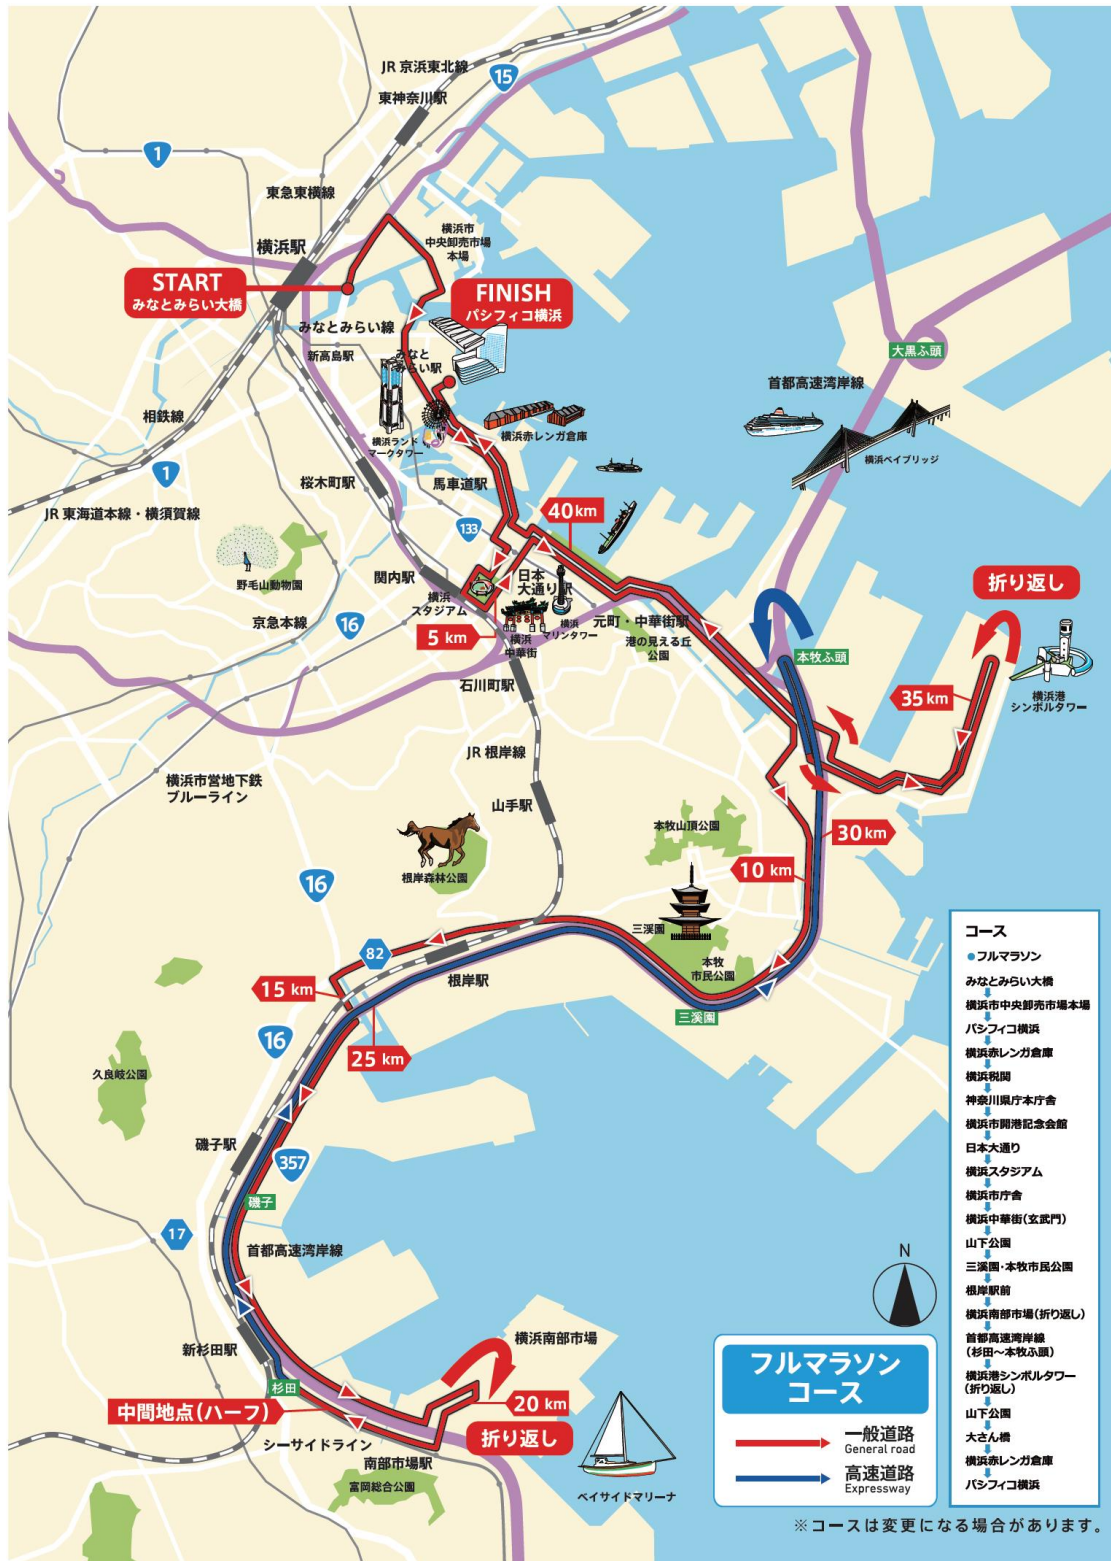 JR 京浜東北線
15
東神奈川駅
1
東急東横線
横浜駅
横浜市
中央卸売市場
本場
START
みなとみらい大橋
FINISH
パシフィコ横浜
みなとみらい線
新高島駅
みなと
みらい駅
大黒ふ頭
首都高速湾岸線
相鉄線
横浜ランド
マークタワー
横浜赤レンガ倉庫
横浜ベイブリッジ
1
桜木町駅
馬車道駅
JR 東海道本線・横須賀線
40 km
133
野毛山動物園
関内駅
日本
大通り駅
横浜
スタジアム
折り返し
京急本線
16
5 km
横浜
中華街
横浜
マリンタワー
元町・中華街駅
港の見える丘
公園
本牧ふ頭
石川町駅
35 km
横浜港
シンボルタワー
JR 根岸線
横浜市営地下鉄
ブルーライン
山手駅
本牧山頂公園
30 km
10 km
根岸森林公園
16
三溪園
82
根岸駅
本牧
市民公園
15 km
三溪園
16
25 km
久良岐公園
磯子駅
357
磯子
17
首都高速湾岸線
新杉田駅
横浜南部市場
杉田
中間地点(ハーフ)
20 km
折り返し
シーサイドライン
南部市場駅
富岡総合公園
ベイサイドマリーナ
N
コース
フルマラソン
みなとみらい大橋
横浜市中央卸売市場本場
パシフィコ横浜
横浜赤レンガ倉庫
横浜税関
神奈川県庁本庁舎
横浜市開港記念会館
日本大通り
横浜スタジアム
横浜市庁舎
横浜中華街(玄武門)
山下公園
三溪園・本牧市民公園
根岸駅前
横浜南部市場(折り返し)
首都高速湾岸線
(杉田〜本牧ふ頭)
横浜港シンボルタワー
(折り返し)
山下公園
大さん橋
横浜赤レンガ倉庫
パシフィコ横浜
フルマラソン
コース
一般道路
General road
高速道路
Expressway
※コースは変更になる場合があります。